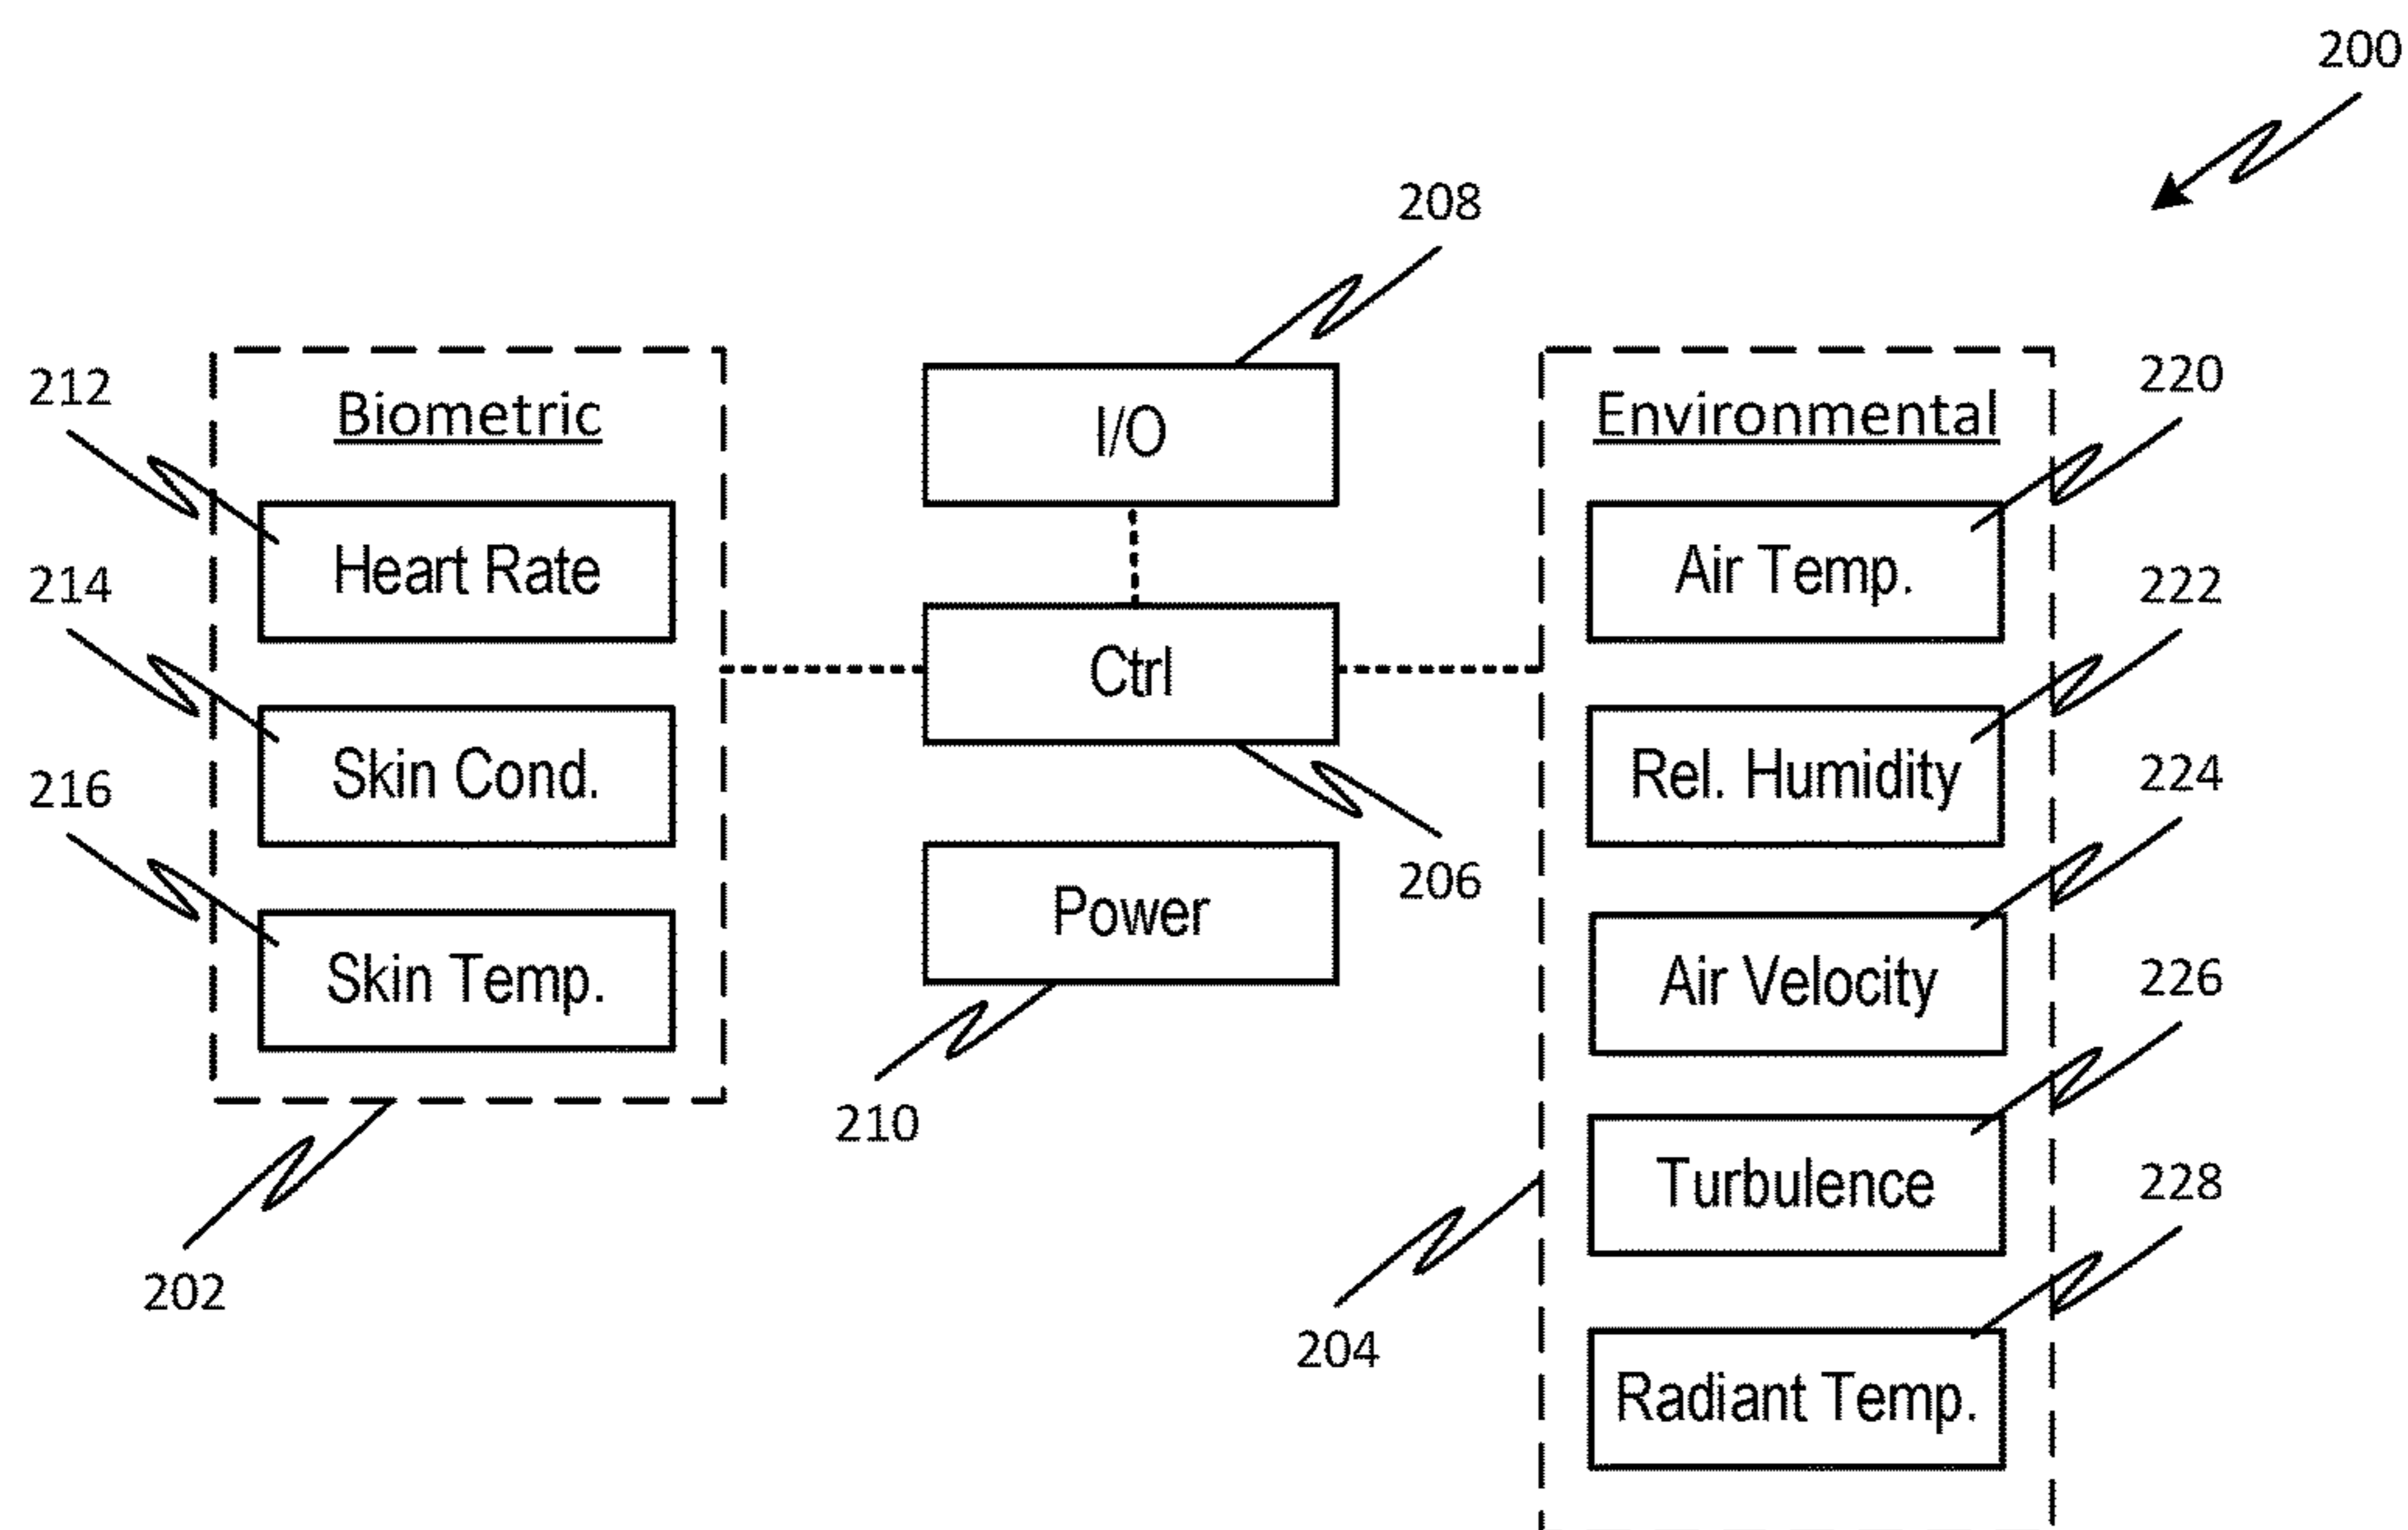 200
208
212
Biometric
I/O
Environmental
220
Heart Rate
Air Temp.
214
222
Ctrl
Skin Cond.
Rel. Humidity
216
224
206
Power
Skin Temp.
Air Velocity
226
210
Turbulence
228
202
204
Radiant Temp.